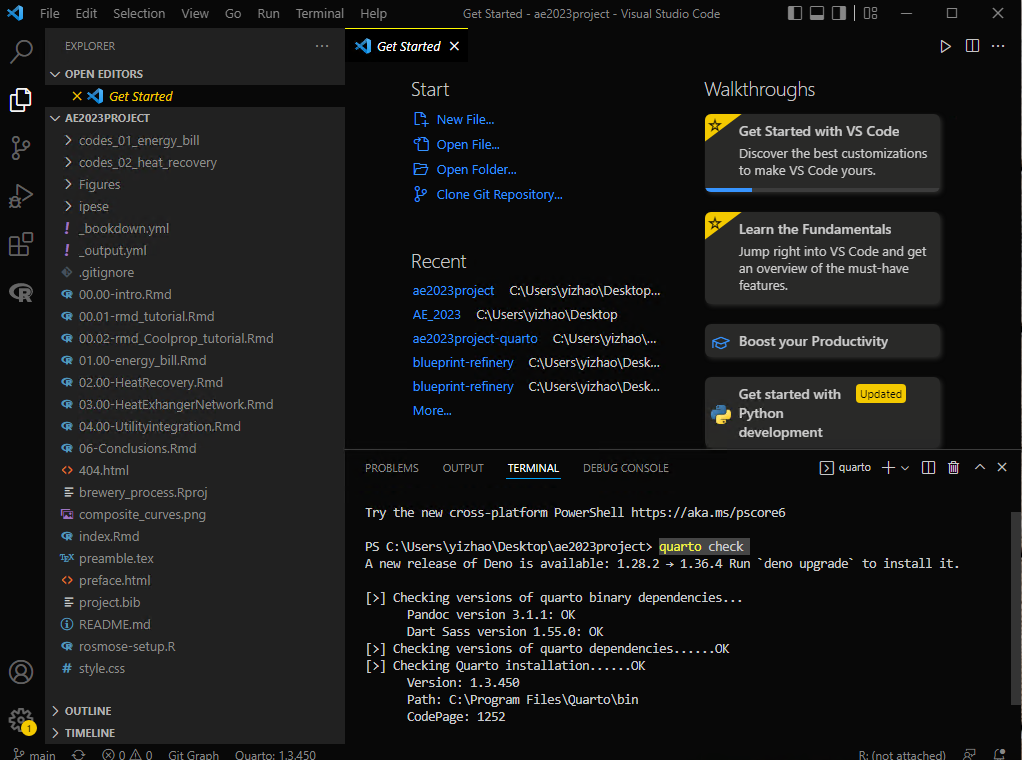 File Edit Selection View Go Run Terminal Help
Get Started - ae2023project - Visual Studio Code
EXPLORER
OPEN EDITORS
Get Started
AE2023PROJECT
codes_01_energy_bill
codes_02_heat_recovery
Figures
ipese
_bookdown.yml
_output.yml
.gitignore
00.00-intro.Rmd
00.01-rmd_tutorial.Rmd
00.02-rmd_Coolprop_tutorial.Rmd
01.00-energy_bill.Rmd
02.00-HeatRecovery.Rmd
03.00-HeatExhangerNetwork.Rmd
04.00-Utilityintegration.Rmd
06-Conclusions.Rmd
404.html
brewery_process.Rproj
composite_curves.png
index.Rmd
preamble.tex
preface.html
project.bib
README.md
rosmose-setup.R
style.css
OUTLINE
TIMELINE
Get Started
Start
New File...
Open File...
Open Folder...
Clone Git Repository...
Recent
ae2023project C:\Users\yizhao\Desktop...
AE_2023 C:\Users\yizhao\Desktop
ae2023project-quarto C:\Users\yizhao\...
blueprint-refinery C:\Users\yizhao\Desk...
blueprint-refinery C:\Users\yizhao\Desk...
More...
Walkthroughs
Get Started with VS Code
Discover the best customizations
to make VS Code yours.
Learn the Fundamentals
Jump right into VS Code and get
an overview of the must-have
features.
Boost your Productivity
Get started with Updated
Python
development
PROBLEMS OUTPUT TERMINAL DEBUG CONSOLE
quarto
Try the new cross-platform PowerShell https://aka.ms/pscore6
PS C:\Users\yizhao\Desktop\ae2023project> quarto check
A new release of Deno is available: 1.28.2 → 1.36.4 Run `deno upgrade` to install it.
[>] Checking versions of quarto binary dependencies...
Pandoc version 3.1.1: OK
Dart Sass version 1.55.0: OK
[>] Checking versions of quarto dependencies......OK
[>] Checking Quarto installation......OK
Version: 1.3.450
Path: C:\Program Files\Quarto\bin
CodePage: 1252
1
main 0 0 Git Graph Quarto: 1.3.450
R: (not attached)